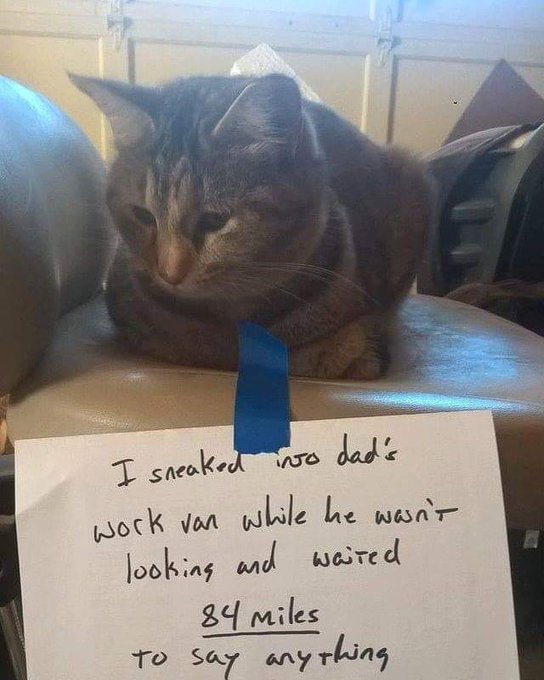 I sneaked into dad's
work van while he wasn't
looking and waited
84 miles
to say anything